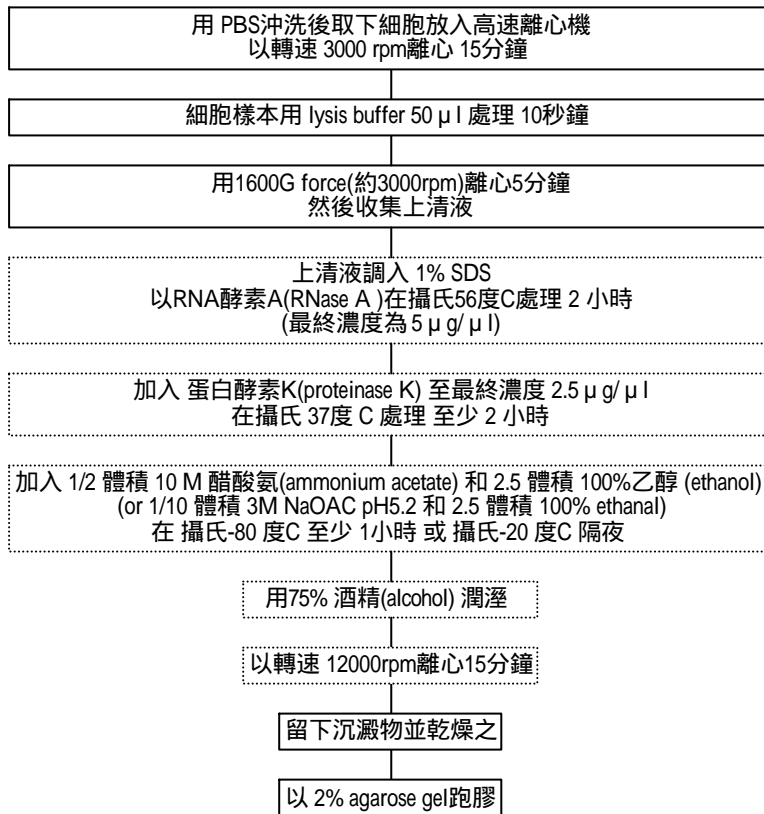 用 PBS沖洗後取下細胞放入高速離心機
以轉速 3000 rpm離心 15分鐘
細胞樣本用 lysis buffer 50 μ l 處理 10秒鐘
用1600G force(約3000rpm)離心5分鐘
然後收集上清液
上清液調入 1% SDS
以RNA酵素A(RNase A )在攝氏56度C處理 2 小時
(最終濃度為 5 μ g/ μ l)
加入 蛋白酵素K(proteinase K) 至最終濃度 2.5 μ g/ μ l
在攝氏 37度 C 處理 至少 2 小時
加入 1/2 體積 10 M 醋酸氨(ammonium acetate) 和 2.5 體積 100%乙醇 (ethanol)
(or 1/10 體積 3M NaOAC pH5.2 和 2.5 體積 100% ethanal)
在 攝氏-80 度C 至少 1小時 或 攝氏-20 度C 隔夜
用75% 酒精(alcohol) 潤溼
以轉速 12000rpm離心15分鐘
留下沉澱物並乾燥之
以 2% agarose gel跑膠